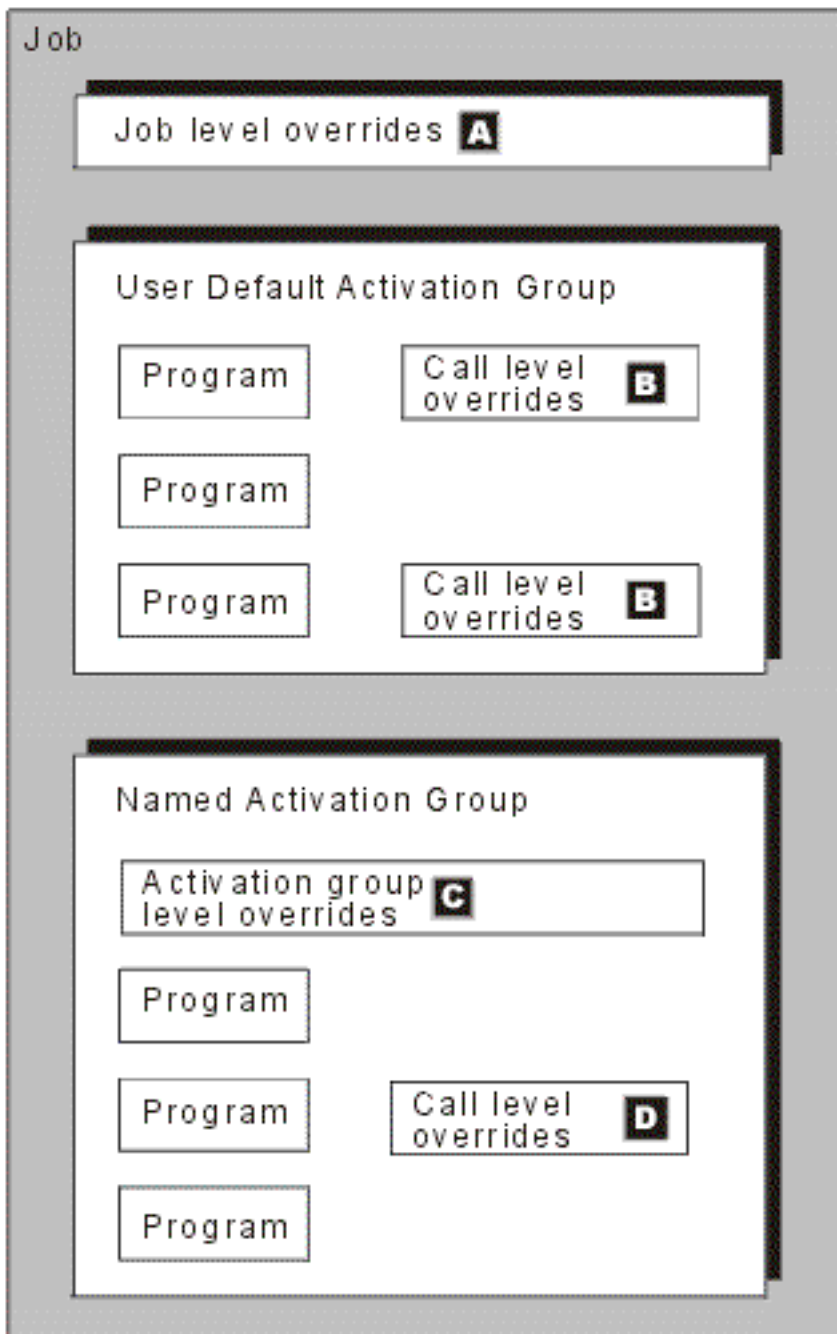 Job
Job level overrides A
User Default Activation Group
Program
Call level
overrides B
Program
Program
Call level
overrides B
Named Activation Group
Activation group
level overrides C
Program
Program
Call level
overrides D
Program